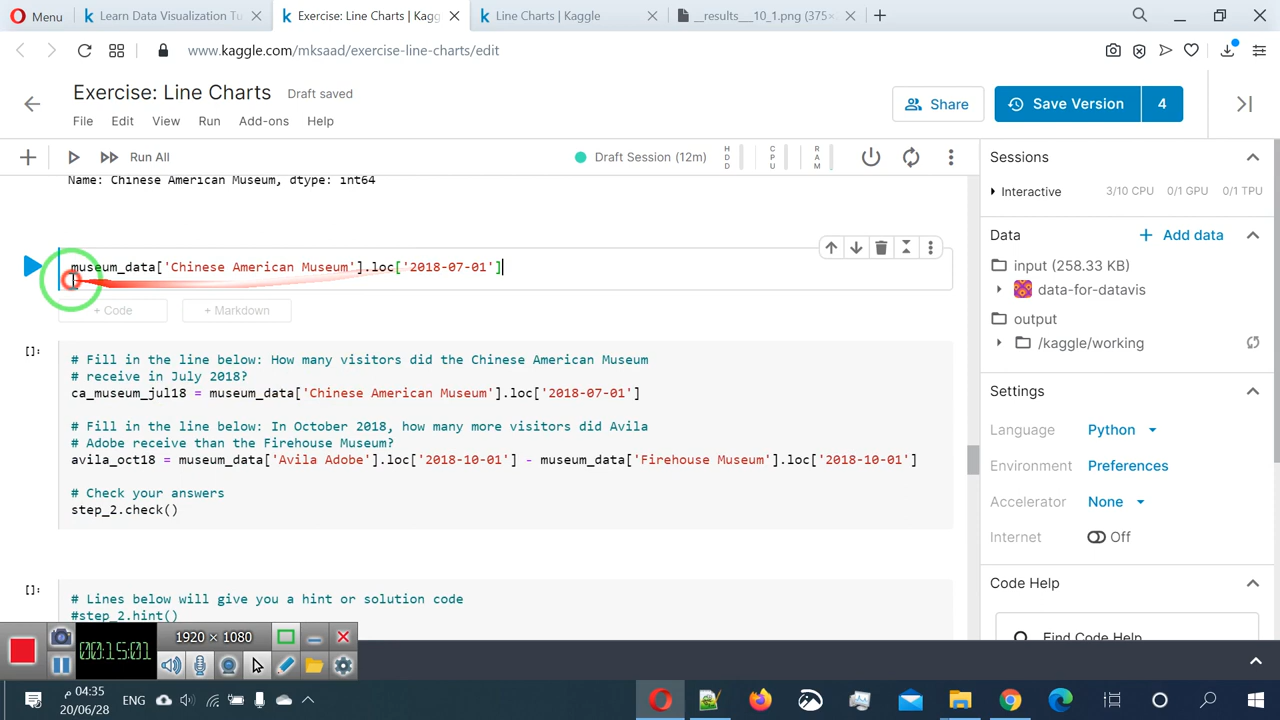 Menu
Learn Data Visualization Tu
Exercise: Line Charts | Kagg
Line Charts | Kaggle
__results___10_1.png (375×
www.kaggle.com/mksaad/exercise-line-charts/edit
Exercise: Line Charts
Draft saved
File
Edit
View
Run
Add-ons
Help
Share
Save Version
4
Run All
Draft Session (12m)
HDD
CPU
RAM
Name: Chinese American Museum, dtype: int64
museum_data['Chinese American Museum'].loc['2018-07-01']
+ Code
+ Markdown
[]:
# Fill in the line below: How many visitors did the Chinese American Museum
# receive in July 2018?
ca_museum_jul18 = museum_data['Chinese American Museum'].loc['2018-07-01']
# Fill in the line below: In October 2018, how many more visitors did Avila
# Adobe receive than the Firehouse Museum?
avila_oct18 = museum_data['Avila Adobe'].loc['2018-10-01'] - museum_data['Firehouse Museum'].loc['2018-10-01']
# Check your answers
step_2.check()
[]:
# Lines below will give you a hint or solution code
#step_2.hint()
Sessions
Interactive
3/10 CPU
0/1 GPU
0/1 TPU
Data
+ Add data
input (258.33 KB)
data-for-datavis
output
/kaggle/working
Settings
Language
Python
Environment
Preferences
Accelerator
None
Internet
Off
Code Help
Find Code Help
00:15:01
1920 × 1080
04:35 م
20/06/28
ENG